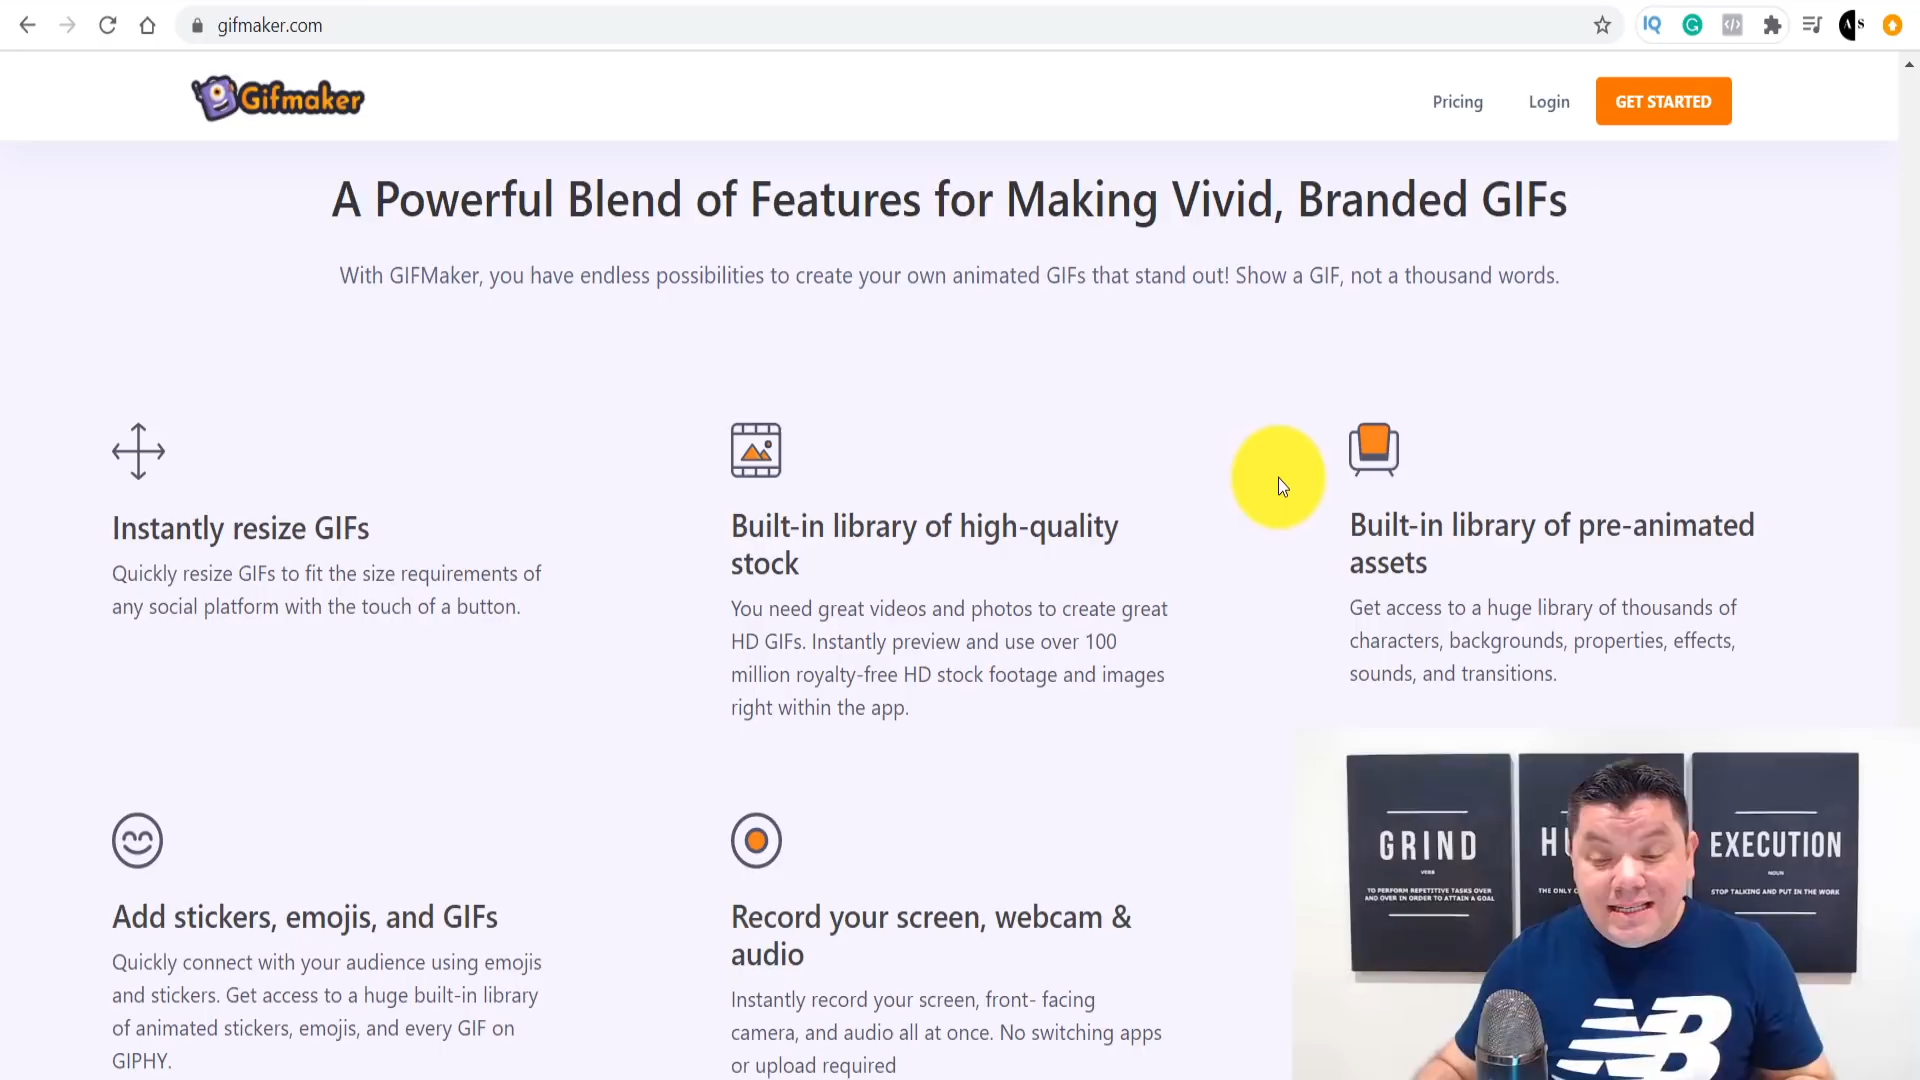 gifmaker.com
IQ
A S
Gifmaker
Pricing
Login
GET STARTED
A Powerful Blend of Features for Making Vivid, Branded GIFs
With GIFMaker, you have endless possibilities to create your own animated GIFs that stand out! Show a GIF, not a thousand words.
Instantly resize GIFs
Quickly resize GIFs to fit the size requirements of
any social platform with the touch of a button.
Built-in library of high-quality
stock
You need great videos and photos to create great
HD GIFs. Instantly preview and use over 100
million royalty-free HD stock footage and images
right within the app.
Built-in library of pre-animated
assets
Get access to a huge library of thousands of
characters, backgrounds, properties, effects,
sounds, and transitions.
Add stickers, emojis, and GIFs
Quickly connect with your audience using emojis
and stickers. Get access to a huge built-in library
of animated stickers, emojis, and every GIF on
GIPHY.
Record your screen, webcam &
audio
Instantly record your screen, front- facing
camera, and audio all at once. No switching apps
or upload required
GRIND
VERB
TO PERFORM REPETITIVE TASKS OVER
AND OVER IN ORDER TO ATTAIN A GOAL
THE ONLY
EXECUTION
NOUN
STOP TALKING AND PUT IN THE WORK
NB